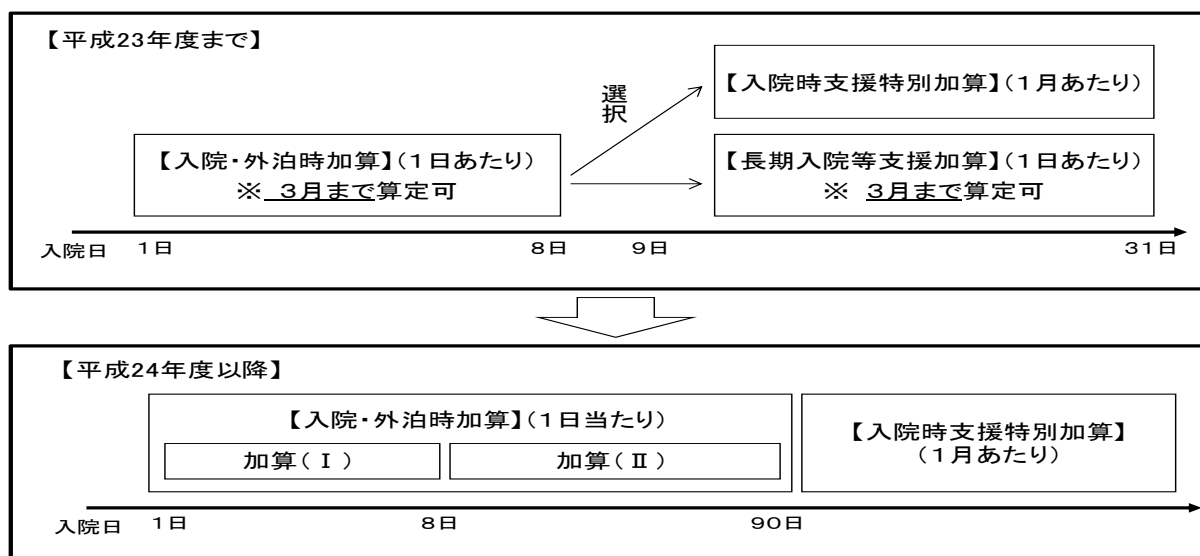 【平成23年度まで】
【入院時支援特別加算】(1月あたり)
選択
【入院・外泊時加算】(1日あたり)
※ 3月まで算定可
【長期入院等支援加算】(1日あたり)
※ 3月まで算定可
入院日 1日 8日 9日 31日
【平成24年度以降】
【入院・外泊時加算】(1日当たり)
加算(Ⅰ) 加算(Ⅱ)
【入院時支援特別加算】
(1月あたり)
入院日 1日 8日 90日